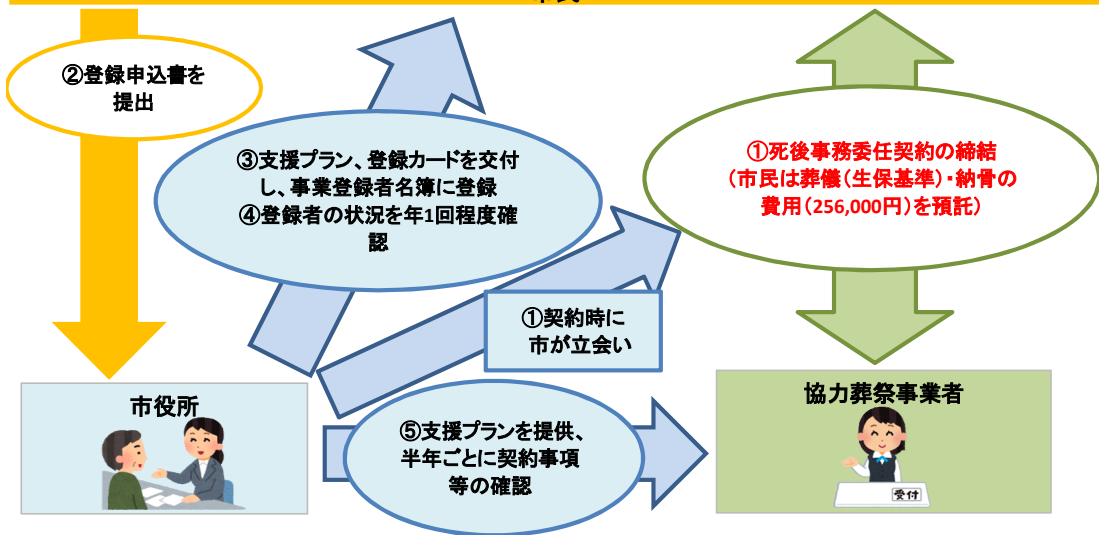 市民
②登録申込書を
提出
③支援プラン、登録カードを交付
し、事業登録者名簿に登録
④登録者の状況を年1回程度確
認
①死後事務委任契約の締結
(市民は葬儀(生保基準)・納骨の
費用(256,000円)を預託)
①契約時に
市が立会い
市役所
⑤支援プランを提供、
半年ごとに契約事項
等の確認
協力葬祭事業者
受付